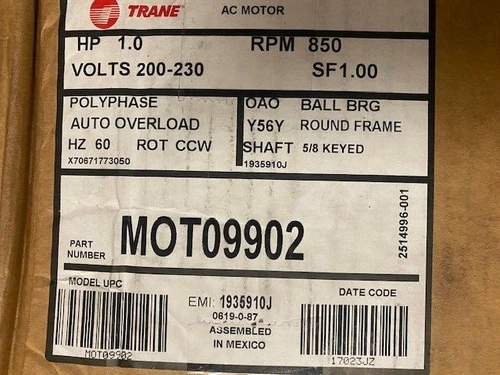 TRANE AC MOTOR
HP 1.0 RPM 850
VOLTS 200-230 SF1.00
POLYPHASE OAO BALL BRG
AUTO OVERLOAD Y56Y ROUND FRAME
HZ 60 ROT CCW SHAFT 5/8 KEYED
X70671773050 1935910J
PART NUMBER MOT09902
2514996-001
MODEL UPC EMI: 1935910J DATE CODE
0619-0-87
ASSEMBLED
IN MEXICO
MOT09902 17023JZ